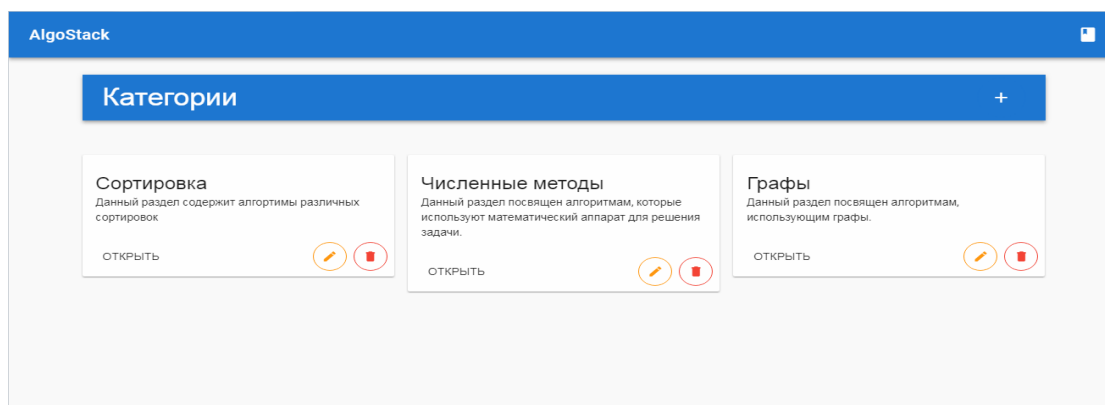 AlgoStack
Категории
Сортировка
Данный раздел содержит алгортимы различных
сортировок
ОТКРЫТЬ
Численные методы
Данный раздел посвящен алгоритмам, которые
используют математический аппарат для решения
задачи.
ОТКРЫТЬ
Графы
Данный раздел посвящен алгоритмам,
использующим графы.
ОТКРЫТЬ